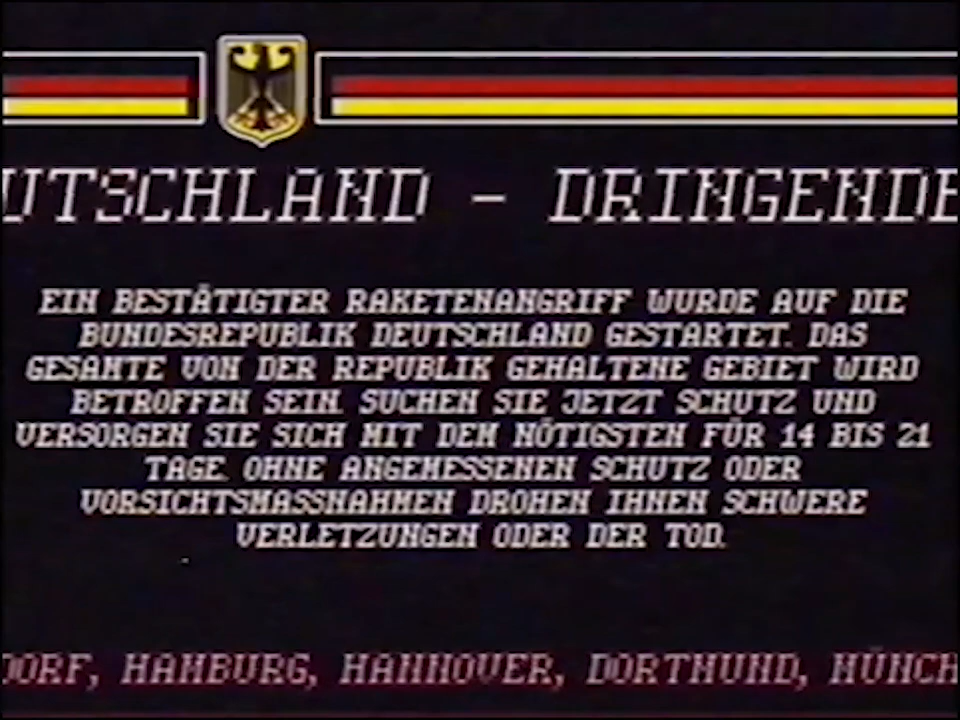 UTSCHLAND - DRINGENDE
EIN BESTÄTIGTER RAKETENANGRIFF WURDE AUF DIE
BUNDESREPUBLIK DEUTSCHLAND GESTARTET. DAS
GESAMTE VON DER REPUBLIK GEHALTENE GEBIET WIRD
BETROFFEN SEIN. SUCHEN SIE JETZT SCHUTZ UND
VERSORGEN SIE SICH MIT DEM NÖTIGSTEN FÜR 14 BIS 21
TAGE. OHNE ANGEMESSENEN SCHUTZ ODER
VORSICHTSMASSNAHMEN DROHEN IHNEN SCHWERE
VERLETZUNGEN ODER DER TOD.
DORF, HAMBURG, HANNOVER, DORTMUND, MÜNCH